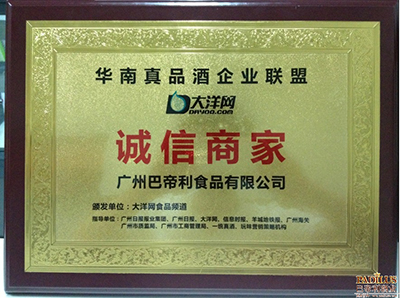 华南真品酒企业联盟
大洋网
DAYOO.COM
诚信商家
广州巴帝利食品有限公司
颁发单位：大洋网食品频道
指导单位：广州日报报业集团、广州日报、大洋网、信息时报、羊城地铁报、广州海关
广州市质监局、广州市工商管理局、一锤真酒、玩味营销策略机构